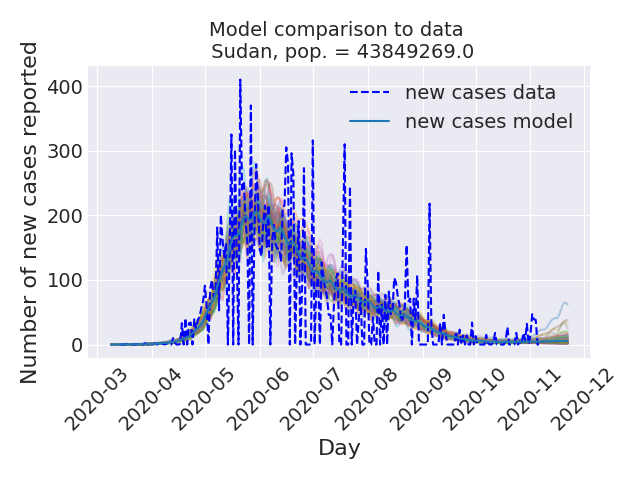 Model comparison to data
Sudan, pop. = 43849269.0
new cases data
new cases model
Number of new cases reported
400
300
200
100
0
2020-03
2020-04
2020-05
2020-06
2020-07
2020-08
2020-09
2020-10
2020-11
2020-12
Day